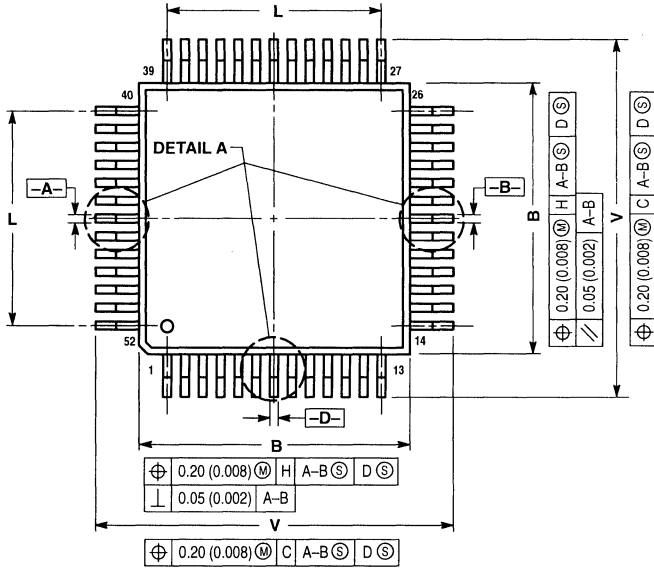 L
39
27
40
26
DETAIL A
–A–
–B–
L
B
V
⌖ 0.20 (0.008) Ⓜ H A–B Ⓢ D Ⓢ
// 0.05 (0.002) A–B
⌖ 0.20 (0.008) Ⓜ C A–B Ⓢ D Ⓢ
52
14
1
13
–D–
B
⌖ 0.20 (0.008) Ⓜ H A–B Ⓢ D Ⓢ
⊥ 0.05 (0.002) A–B
V
⌖ 0.20 (0.008) Ⓜ C A–B Ⓢ D Ⓢ